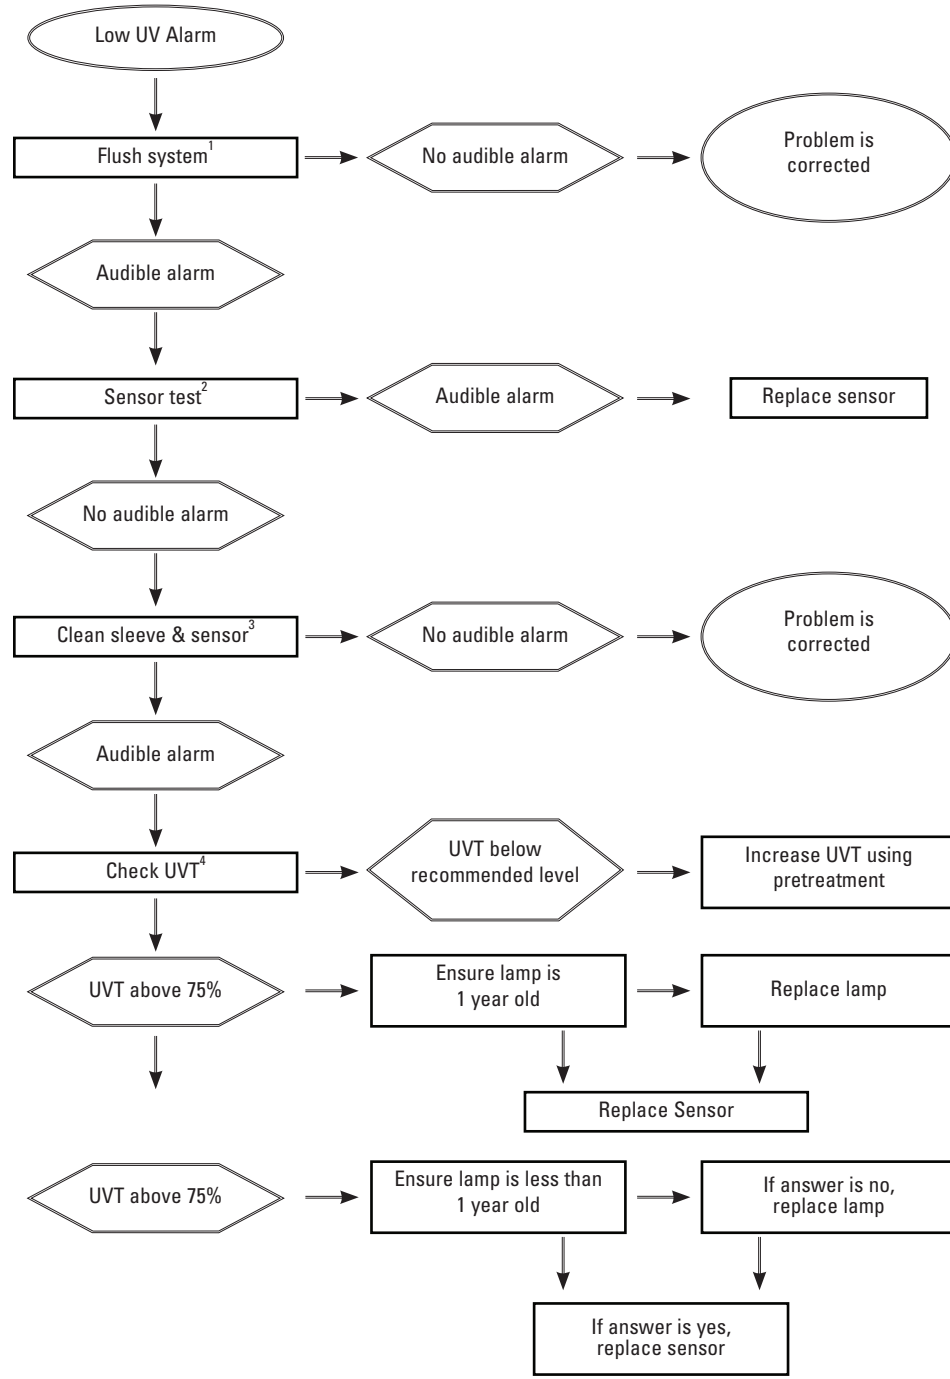 Low UV Alarm
Flush system1
No audible alarm
Problem is
corrected
Audible alarm
Sensor test2
Audible alarm
Replace sensor
No audible alarm
Clean sleeve & sensor3
No audible alarm
Problem is
corrected
Audible alarm
Check UVT4
UVT below
recommended level
Increase UVT using
pretreatment
UVT above 75%
Ensure lamp is
1 year old
Replace lamp
Replace Sensor
UVT above 75%
Ensure lamp is less than
1 year old
If answer is no,
replace lamp
If answer is yes,
replace sensor